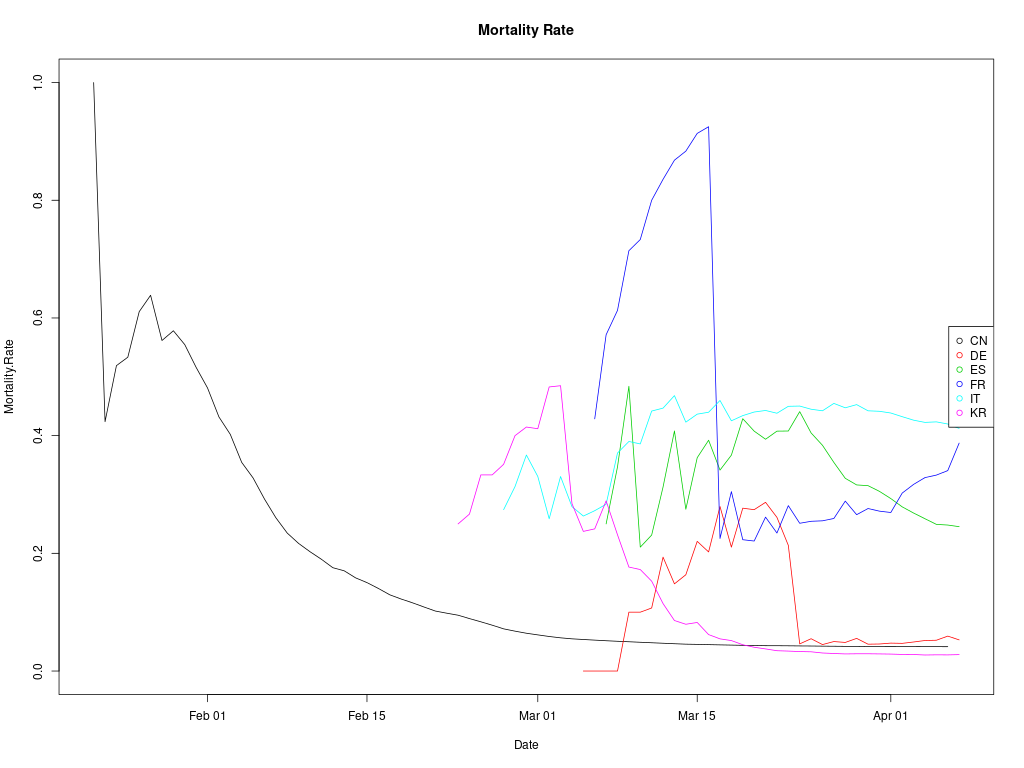 Mortality Rate
Mortality.Rate
1.0
0.8
0.6
0.4
0.2
0.0
CN
DE
ES
FR
IT
KR
Feb 01
Feb 15
Mar 01
Mar 15
Apr 01
Date